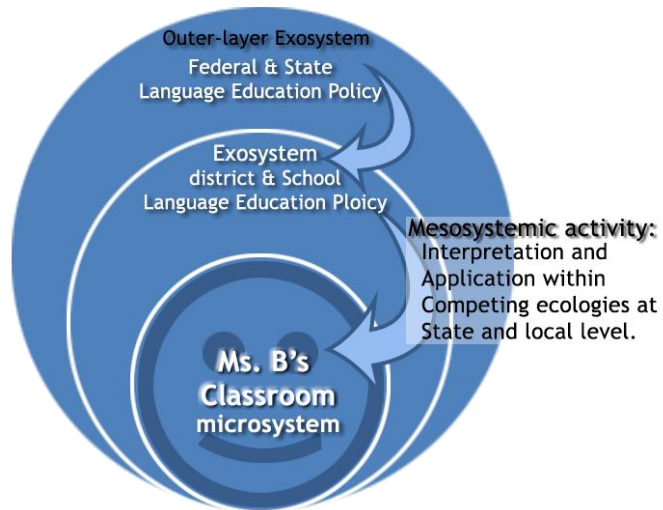 Outer-layer Exosystem
Federal & State
Language Education Policy
Exosystem
district & School
Language Education Ploicy
Mesosystemic activity:
Interpretation and
Application within
Competing ecologies at
State and local level.
Ms. B's
Classroom
microsystem